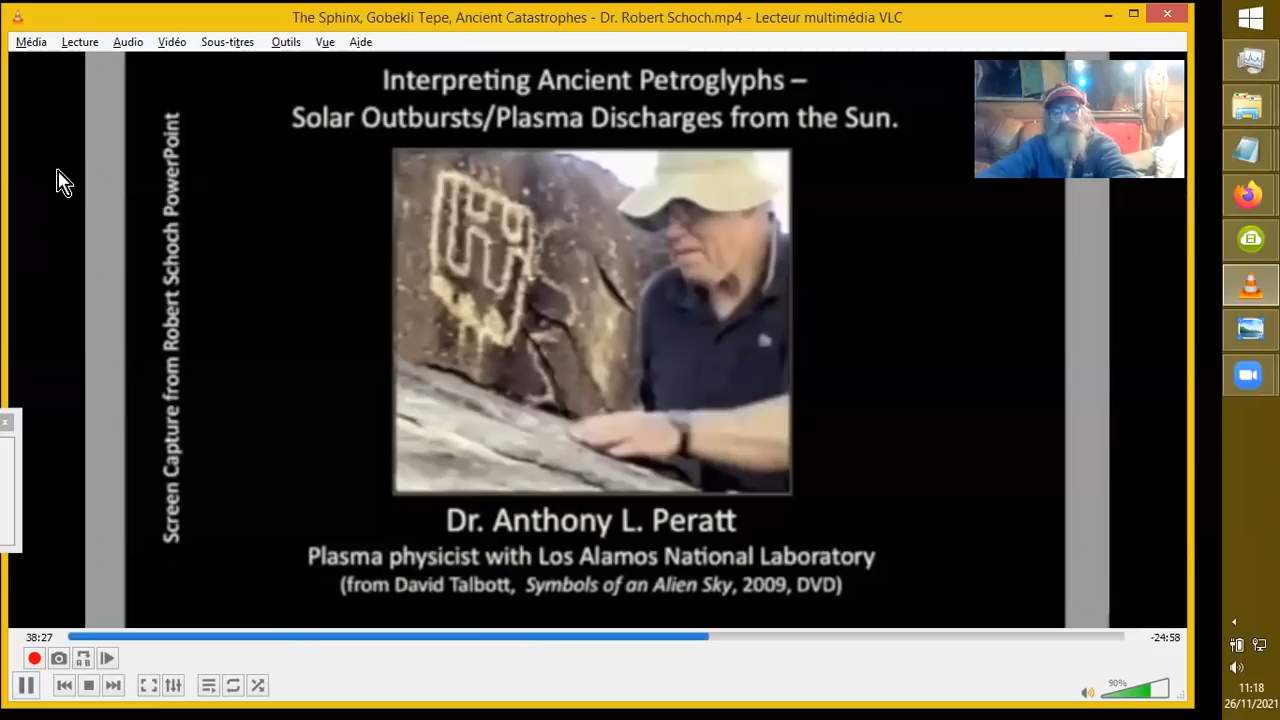 The Sphinx, Gobekli Tepe, Ancient Catastrophes - Dr. Robert Schoch.mp4 - Lecteur multimédia VLC
Média Lecture Audio Vidéo Sous-titres Outils Vue Aide
Interpreting Ancient Petroglyphs –
Solar Outbursts/Plasma Discharges from the Sun.
Screen Capture from Robert Schoch PowerPoint
Dr. Anthony L. Peratt
Plasma physicist with Los Alamos National Laboratory
(from David Talbott, Symbols of an Alien Sky, 2009, DVD)
38:27
-24:58
90%
11:18
26/11/2021